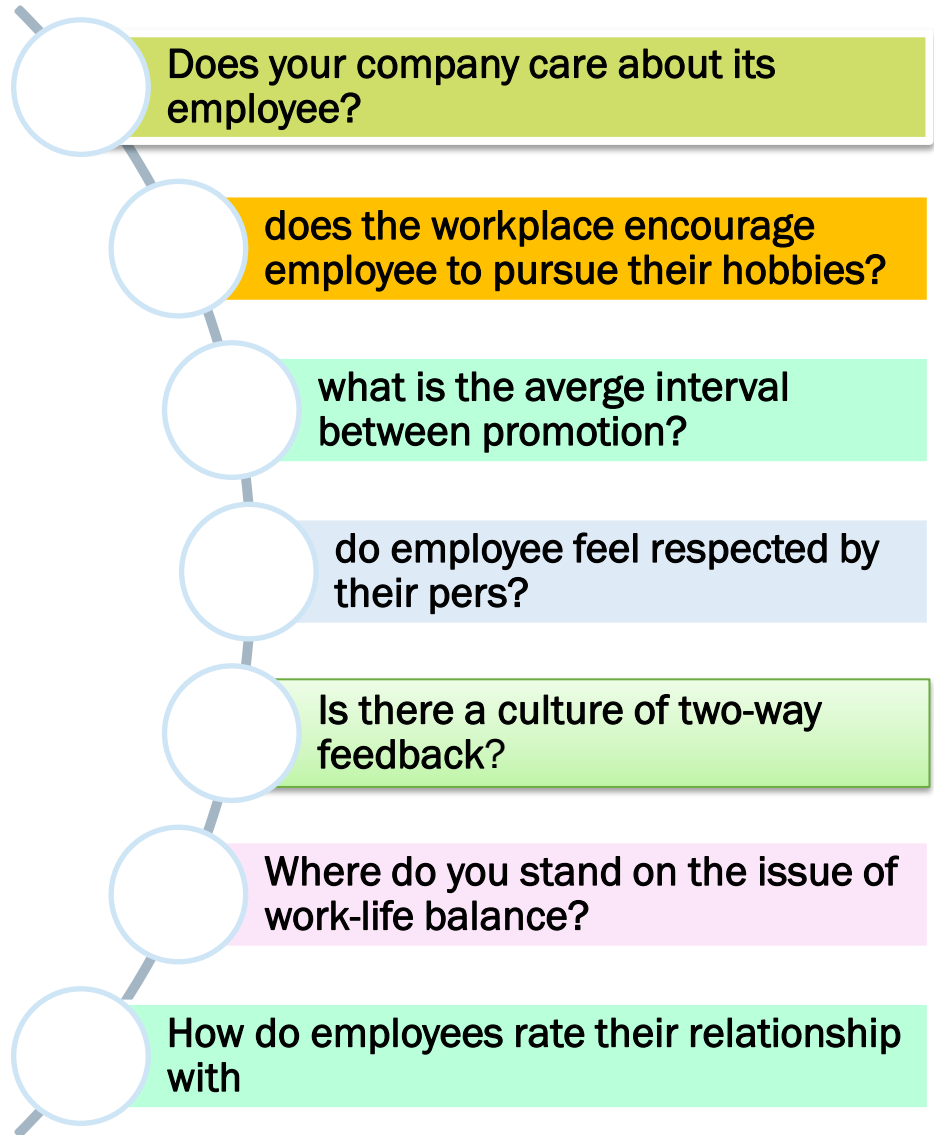 Does your company care about its
employee?
does the workplace encourage
employee to pursue their hobbies?
what is the averge interval
between promotion?
do employee feel respected by
their pers?
Is there a culture of two-way
feedback?
Where do you stand on the issue of
work-life balance?
How do employees rate their relationship
with